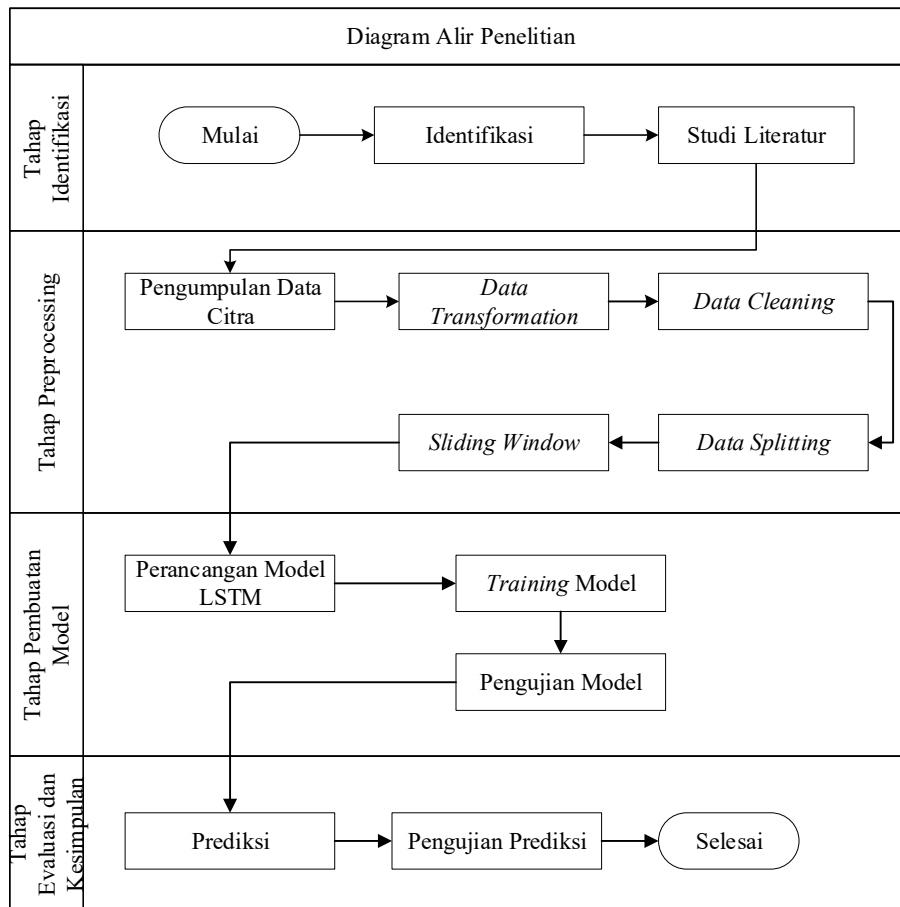 Diagram Alir Penelitian
Tahap
Identifikasi
Mulai
Identifikasi
Studi Literatur
Tahap Preprocessing
Pengumpulan Data
Citra
Data
Transformation
Data Cleaning
Sliding Window
Data Splitting
Tahap Pembuatan
Model
Perancangan Model
LSTM
Training Model
Pengujian Model
Tahap
Evaluasi dan
Kesimpulan
Prediksi
Pengujian Prediksi
Selesai